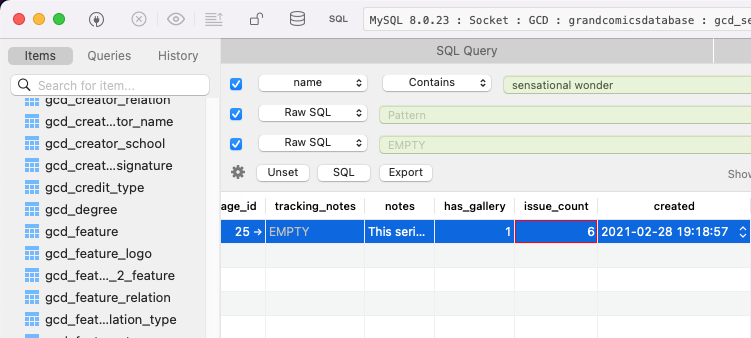 SQL
MySQL 8.0.23 : Socket : GCD : grandcomicsdatabase : gcd_se
Items
Queries
History
SQL Query
Search for item...
name
Contains
sensational wonder
Raw SQL
Pattern
Raw SQL
EMPTY
Unset
SQL
Export
Show
gcd_creator_relation
gcd_creat...tor_name
gcd_creator_school
gcd_creat...signature
gcd_credit_type
gcd_degree
gcd_feature
gcd_feature_logo
gcd_feat..._2_feature
gcd_feature_relation
gcd_feat...lation_type
age_id
tracking_notes
notes
has_gallery
issue_count
created
25 →
EMPTY
This seri...
1
6
2021-02-28 19:18:57